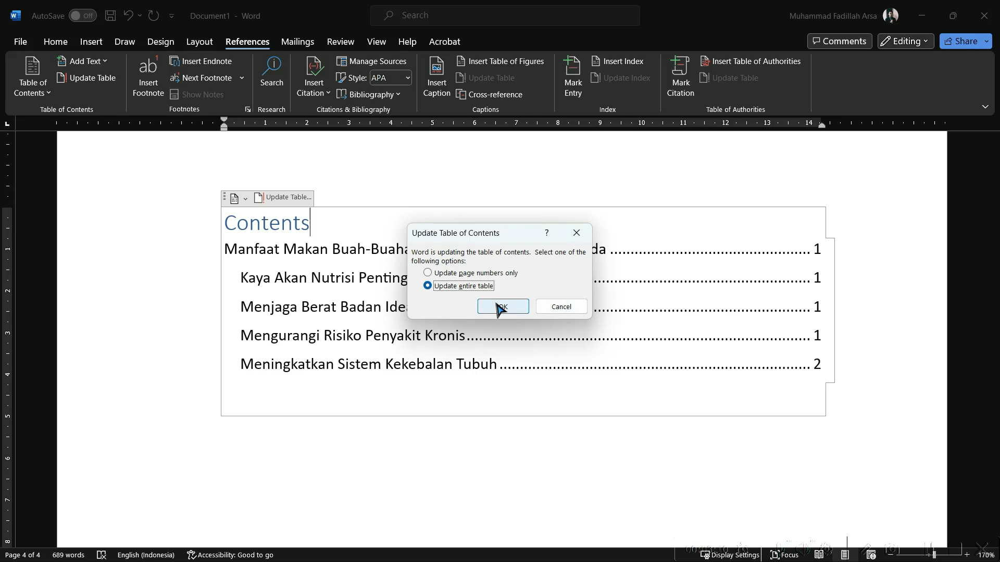 AutoSave Off Document1 - Word Search Muhammad Fadillah Arsa
File Home Insert Draw Design Layout References Mailings Review View Help Acrobat Comments Editing Share
Table of Contents
Add Text
Update Table
Table of Contents
Insert Footnote
Insert Endnote
Next Footnote
Show Notes
Footnotes
Search
Research
Insert Citation
Manage Sources
Style: APA
Bibliography
Citations & Bibliography
Insert Caption
Insert Table of Figures
Update Table
Cross-reference
Captions
Mark Entry
Insert Index
Update Index
Index
Mark Citation
Insert Table of Authorities
Update Table
Table of Authorities
1 2 3 4 5 6 7 8 9 10 11 12 13 14
Update Table...
Contents
Manfaat Makan Buah-Buaha da ................................................ 1
Kaya Akan Nutrisi Penting ..................................................... 1
Menjaga Berat Badan Ide ..................................................... 1
Mengurangi Risiko Penyakit Kronis..................................................................................... 1
Meningkatkan Sistem Kekebalan Tubuh............................................................................. 2
Update Table of Contents ?
Word is updating the table of contents. Select one of the
following options:
Update page numbers only
Update entire table
OK Cancel
1
2
3
4
5
6
7
8
Page 4 of 4 689 words English (Indonesia) Accessibility: Good to go Display Settings Focus 170%